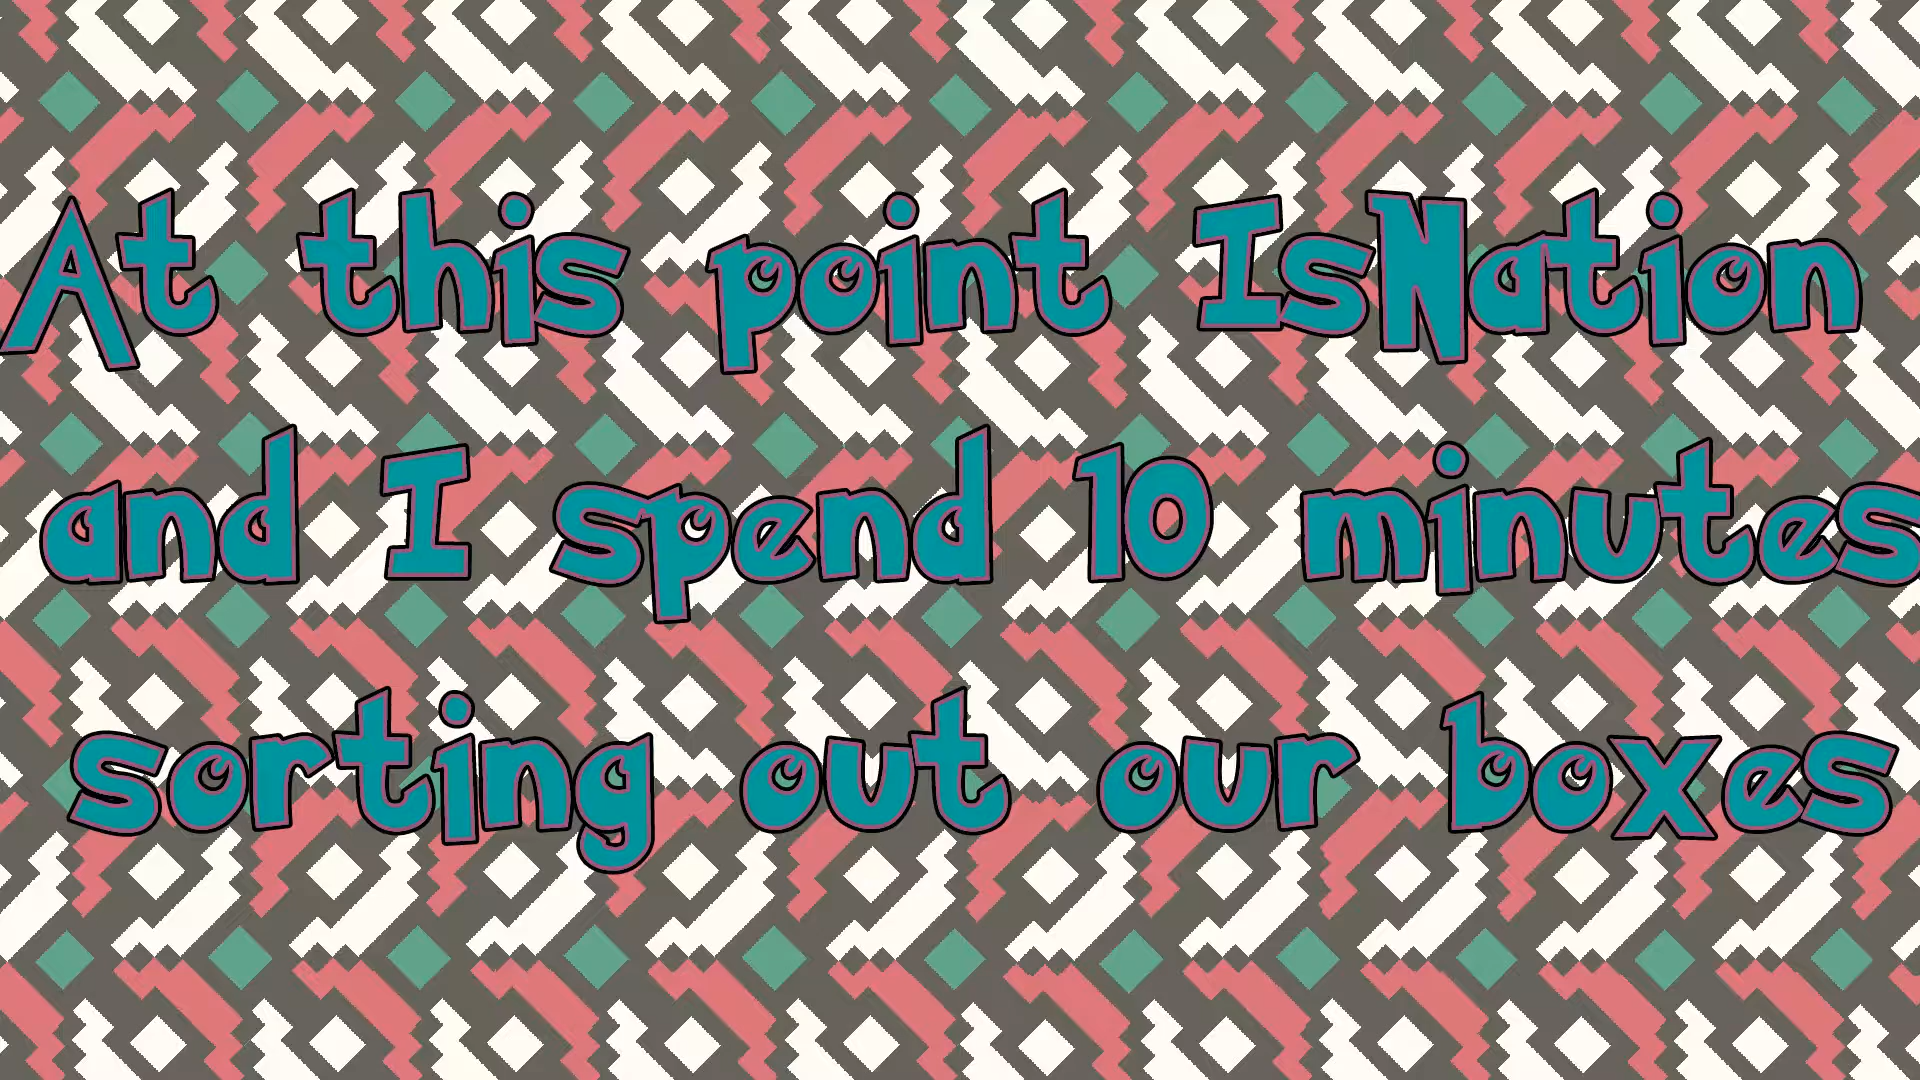 At this point IsNation
and I spend 10 minutes
sorting out our boxes